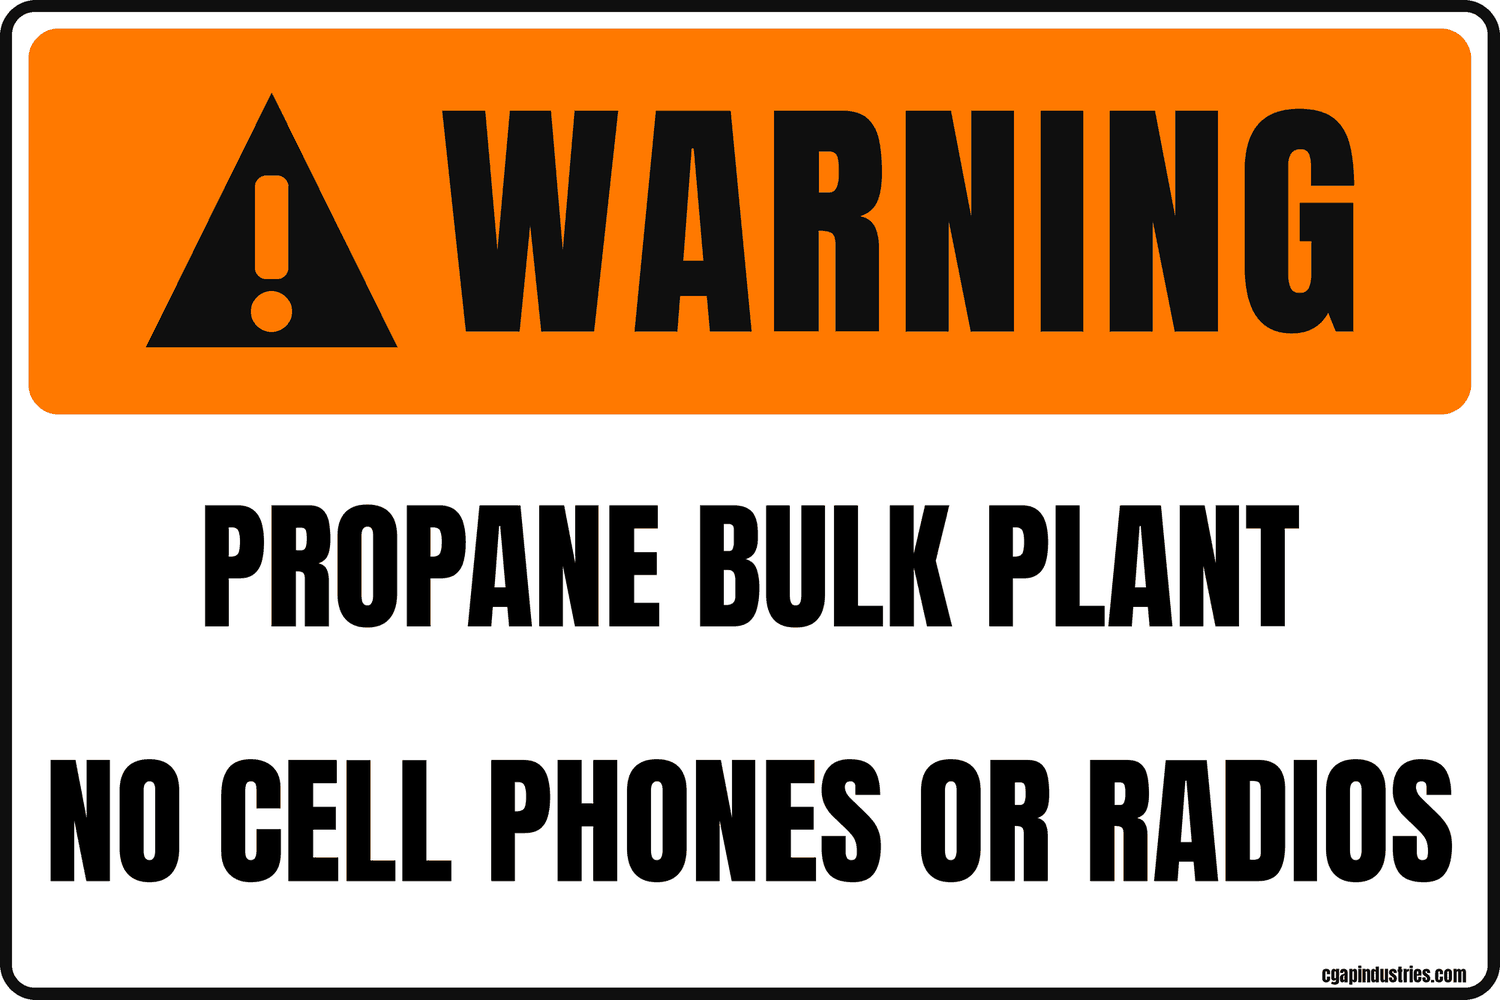 WARNING
PROPANE BULK PLANT
NO CELL PHONES OR RADIOS
cgapindustries.com